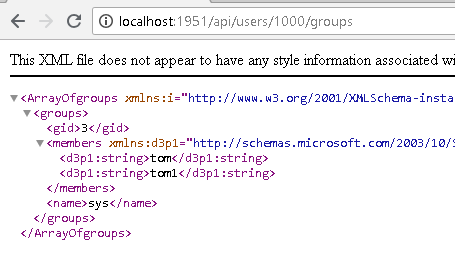 localhost:1951/api/users/1000/groups
This XML file does not appear to have any style information associated wi
▼<ArrayOfgroups xmlns:i="http://www.w3.org/2001/XMLSchema-insta
▼<groups>
<gid>3</gid>
▼<members xmlns:d3p1="http://schemas.microsoft.com/2003/10/S
<d3p1:string>tom</d3p1:string>
<d3p1:string>tom1</d3p1:string>
</members>
<name>sys</name>
</groups>
</ArrayOfgroups>